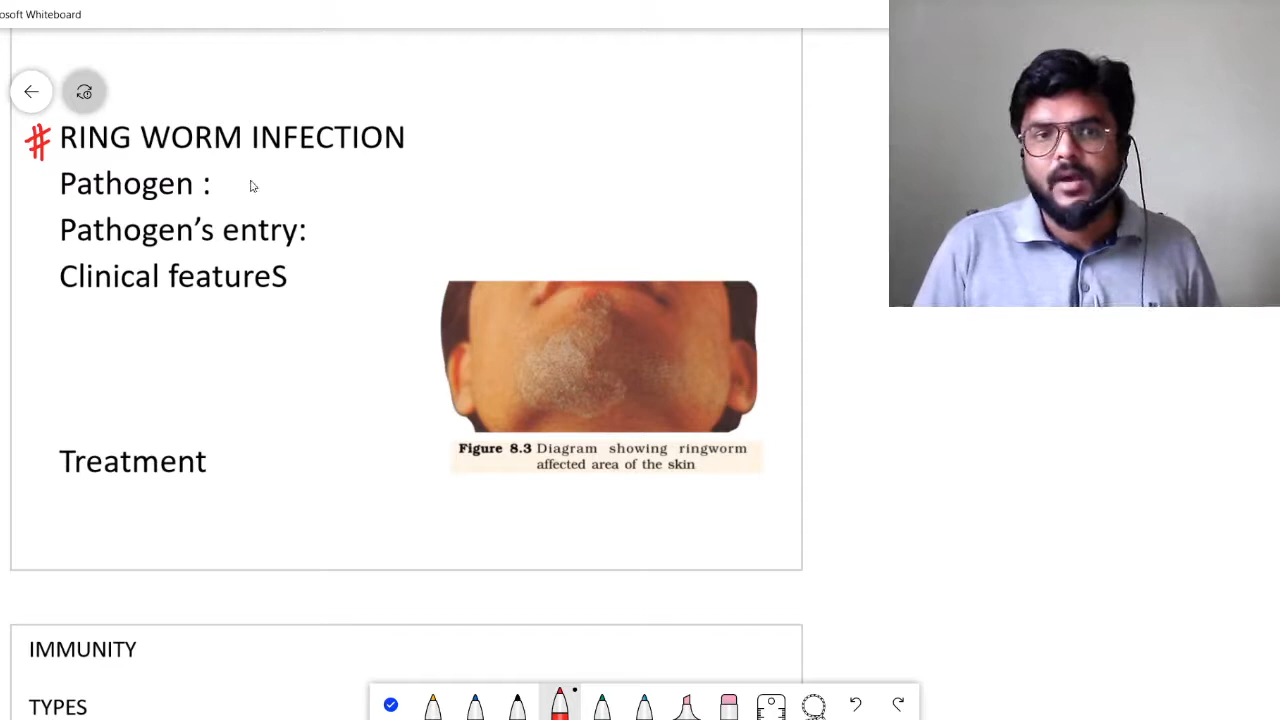 osoft Whiteboard
# RING WORM INFECTION
Pathogen :
Pathogen’s entry:
Clinical featureS
Figure 8.3 Diagram showing ringworm
affected area of the skin
Treatment
IMMUNITY
TYPES